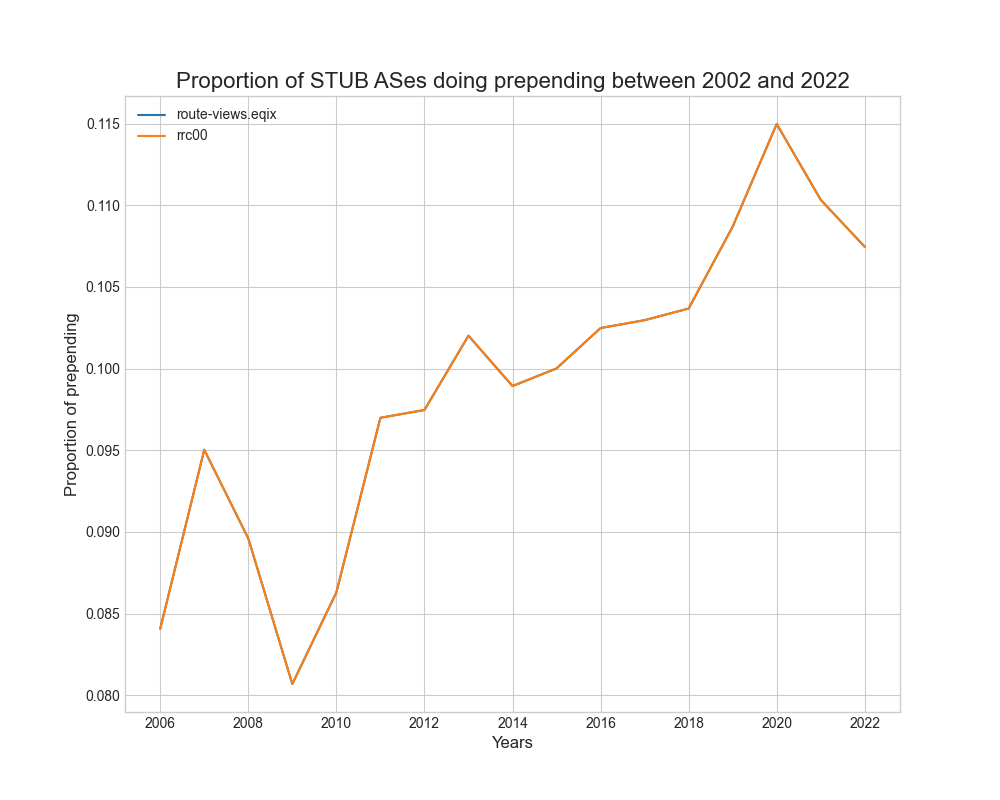 Proportion of STUB ASes doing prepending between 2002 and 2022
route-views.eqix
rrc00
0.115
0.110
0.105
0.100
0.095
0.090
0.085
0.080
Proportion of prepending
2006 2008 2010 2012 2014 2016 2018 2020 2022
Years